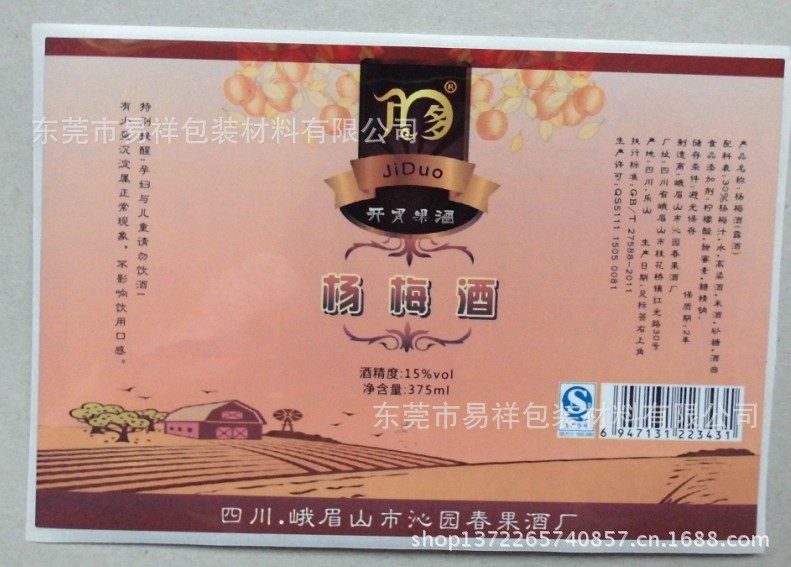 吉多®
JiDuo
开胃果酒
杨梅酒
酒精度:15%vol
净含量:375ml
特别提醒:孕妇与儿童请勿饮酒!
有少许沉淀属正常现象，不影响饮用口感。
产品名称:杨梅酒(露酒)
配料表:30%杨梅汁,水,高粱酒,米酒,砂糖,酒曲
食品添加剂:柠檬酸,甜蜜素,糖精钠
储存条件:避光保存 保质期:2年
制造商:峨眉山市沁园春果酒厂
厂址:四川省峨眉山市桂花桥镇红光路30号
产地:四川.乐山 生产日期:见标签右上角
执行标准:GB/T 27588-2011
生产许可:QS5111 1505 0081
6 947131 223431
四川.峨眉山市沁园春果酒厂
东莞市易祥包装材料有限公司
东莞市易祥包装材料有限公司
shop1372265740857.cn.1688.com